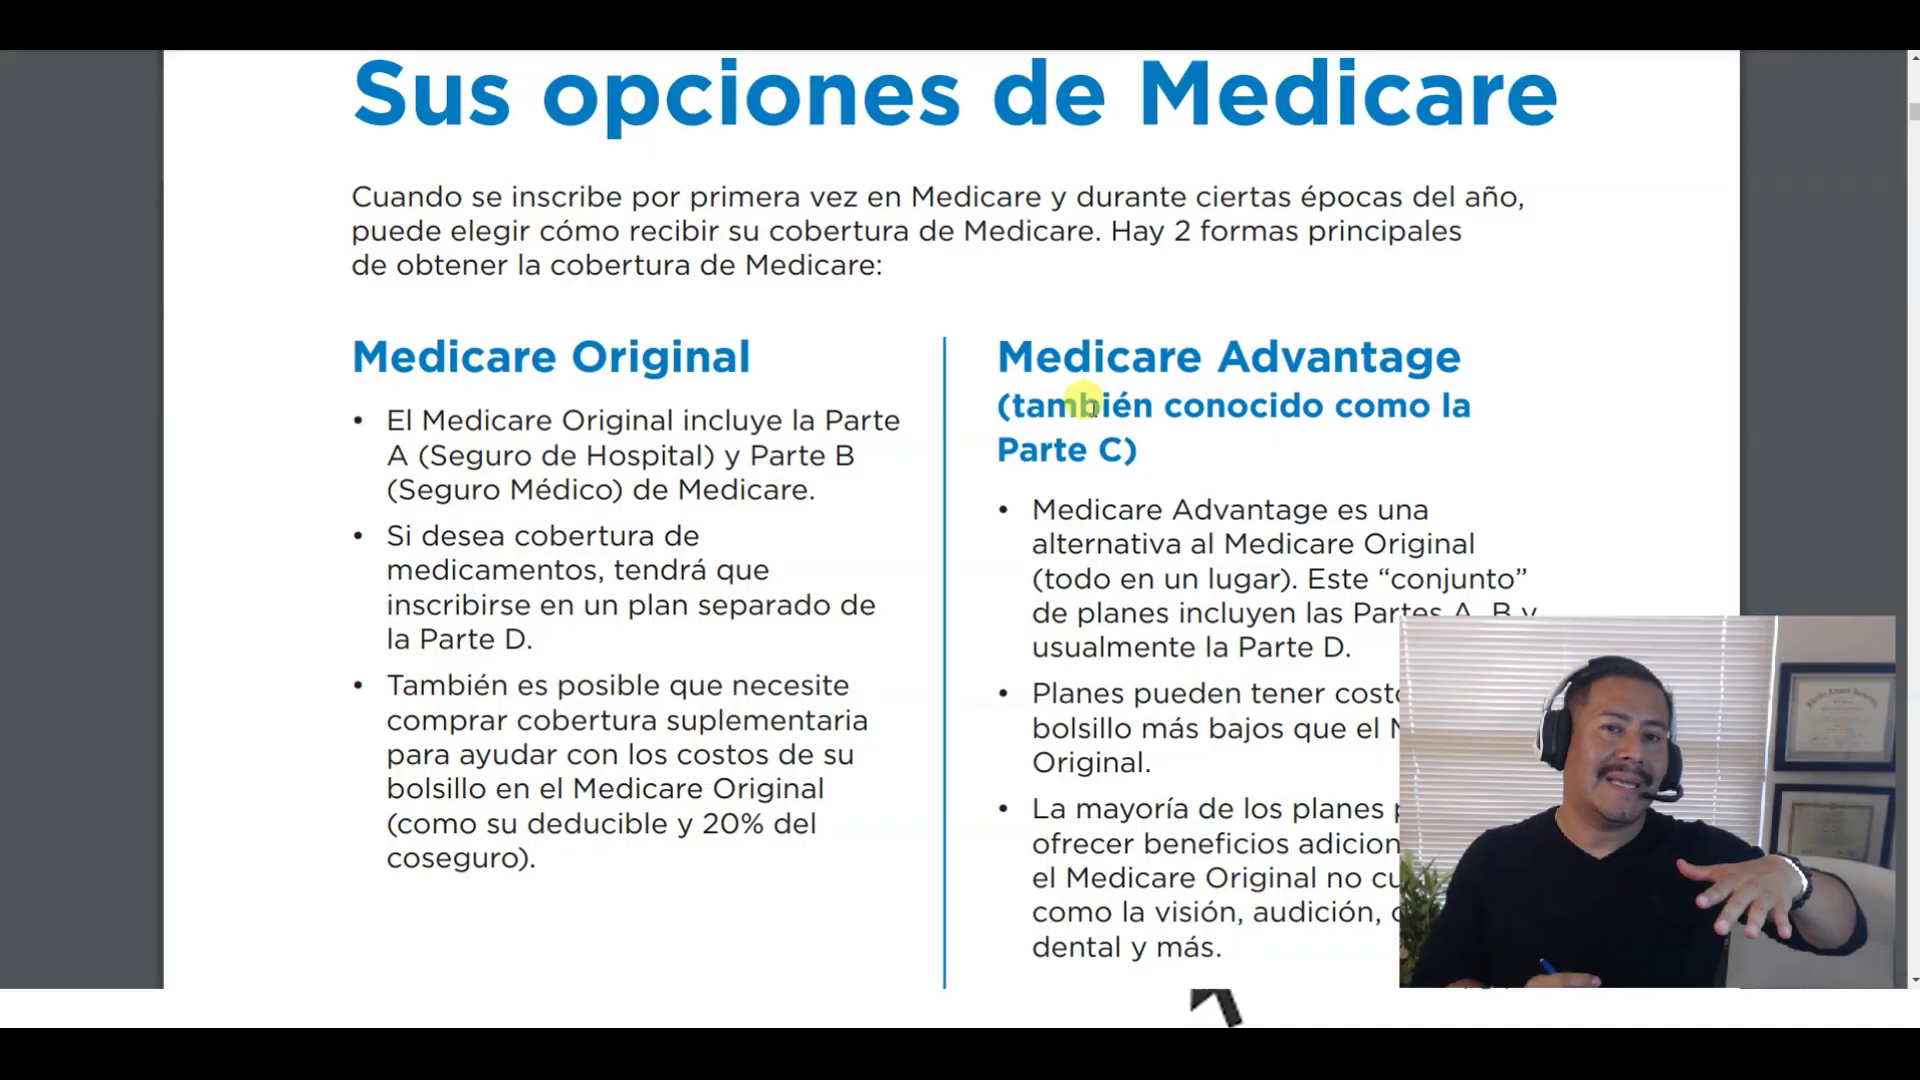 Sus opciones de Medicare
Cuando se inscribe por primera vez en Medicare y durante ciertas épocas del año,
puede elegir cómo recibir su cobertura de Medicare. Hay 2 formas principales
de obtener la cobertura de Medicare:
Medicare Original
• El Medicare Original incluye la Parte
A (Seguro de Hospital) y Parte B
(Seguro Médico) de Medicare.
• Si desea cobertura de
medicamentos, tendrá que
inscribirse en un plan separado de
la Parte D.
• También es posible que necesite
comprar cobertura suplementaria
para ayudar con los costos de su
bolsillo en el Medicare Original
(como su deducible y 20% del
coseguro).
Medicare Advantage
(también conocido como la
Parte C)
• Medicare Advantage es una
alternativa al Medicare Original
(todo en un lugar). Este “conjunto”
de planes incluyen las Partes A, B y
usualmente la Parte D.
• Planes pueden tener
bolsillo más bajos que el
Original.
• La mayoría de los planes
ofrecer beneficios
el Medicare Original no
como la visión, audición,
dental y más.